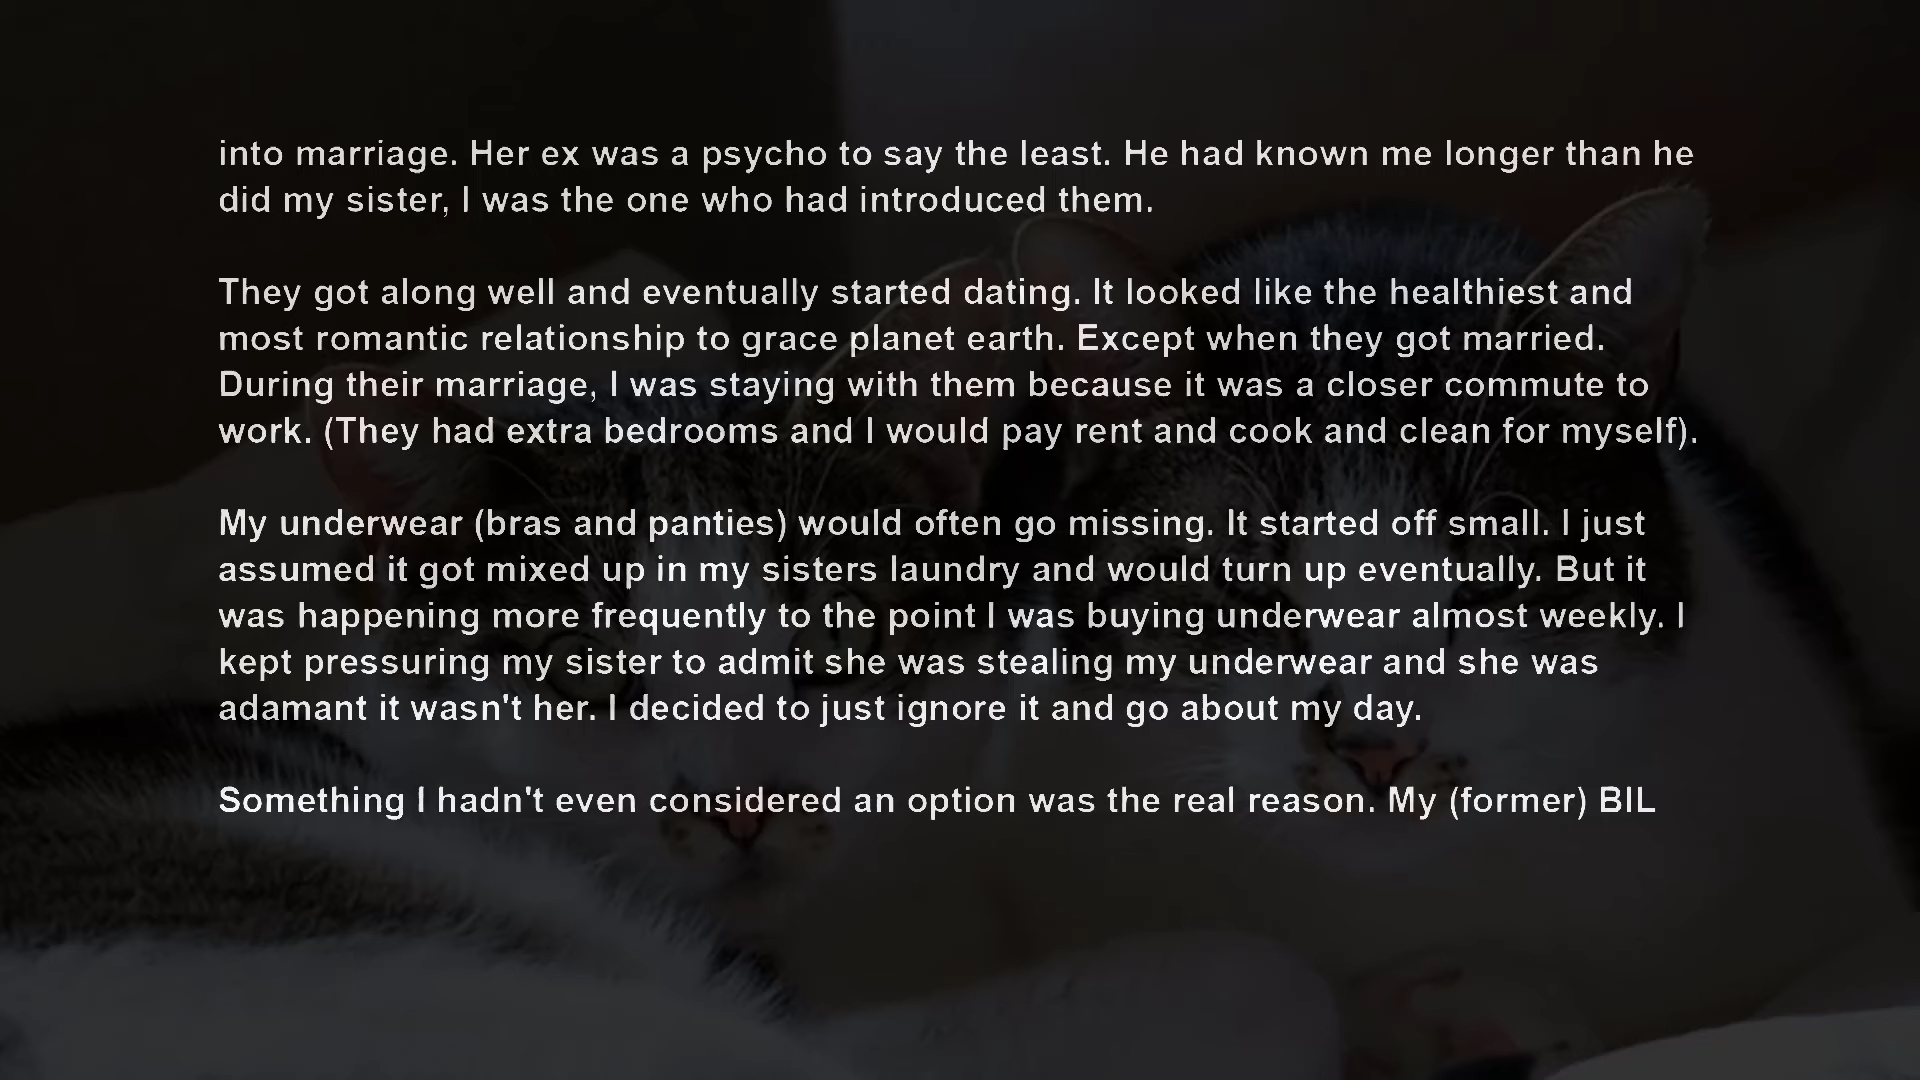 into marriage. Her ex was a psycho to say the least. He had known me longer than he
did my sister, I was the one who had introduced them.
They got along well and eventually started dating. It looked like the healthiest and
most romantic relationship to grace planet earth. Except when they got married.
During their marriage, I was staying with them because it was a closer commute to
work. (They had extra bedrooms and I would pay rent and cook and clean for myself).
My underwear (bras and panties) would often go missing. It started off small. I just
assumed it got mixed up in my sisters laundry and would turn up eventually. But it
was happening more frequently to the point I was buying underwear almost weekly. I
kept pressuring my sister to admit she was stealing my underwear and she was
adamant it wasn't her. I decided to just ignore it and go about my day.
Something I hadn't even considered an option was the real reason. My (former) BIL